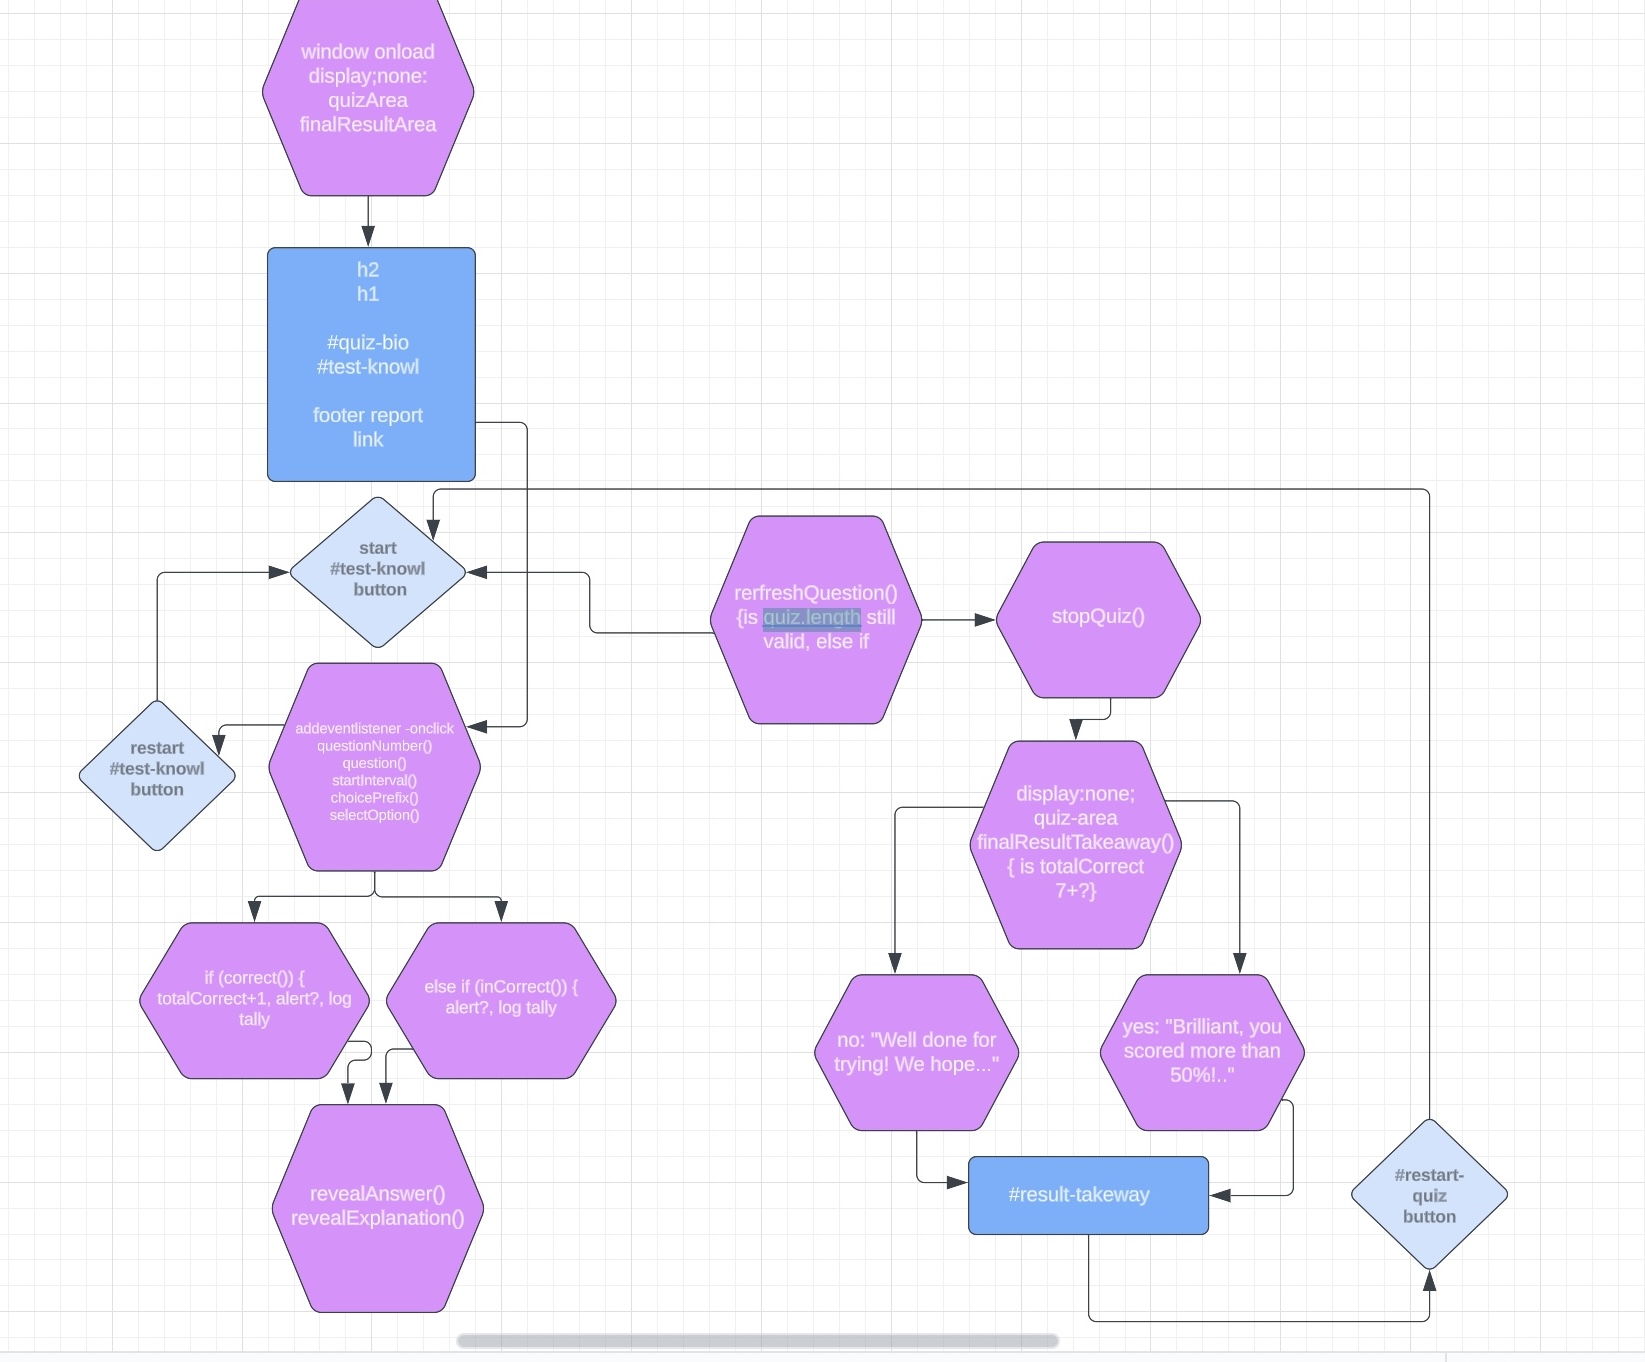 window onload
display;none:
quizArea
finalResultArea
h2
h1
#quiz-bio
#test-knowl
footer report
link
start
#test-knowl
button
rerfreshQuestion()
{is quiz.length still
valid, else if
stopQuiz()
restart
#test-knowl
button
addeventlistener -onclick
questionNumber()
question()
startInterval()
choicePrefix()
selectOption()
display:none;
quiz-area
finalResultTakeaway()
{ is totalCorrect
7+?}
if (correct()) {
totalCorrect+1, alert?, log
tally
else if (inCorrect()) {
alert?, log tally
no: "Well done for
trying! We hope..."
yes: "Brilliant, you
scored more than
50%!.."
revealAnswer()
revealExplanation()
#result-takeway
#restart-
quiz
button